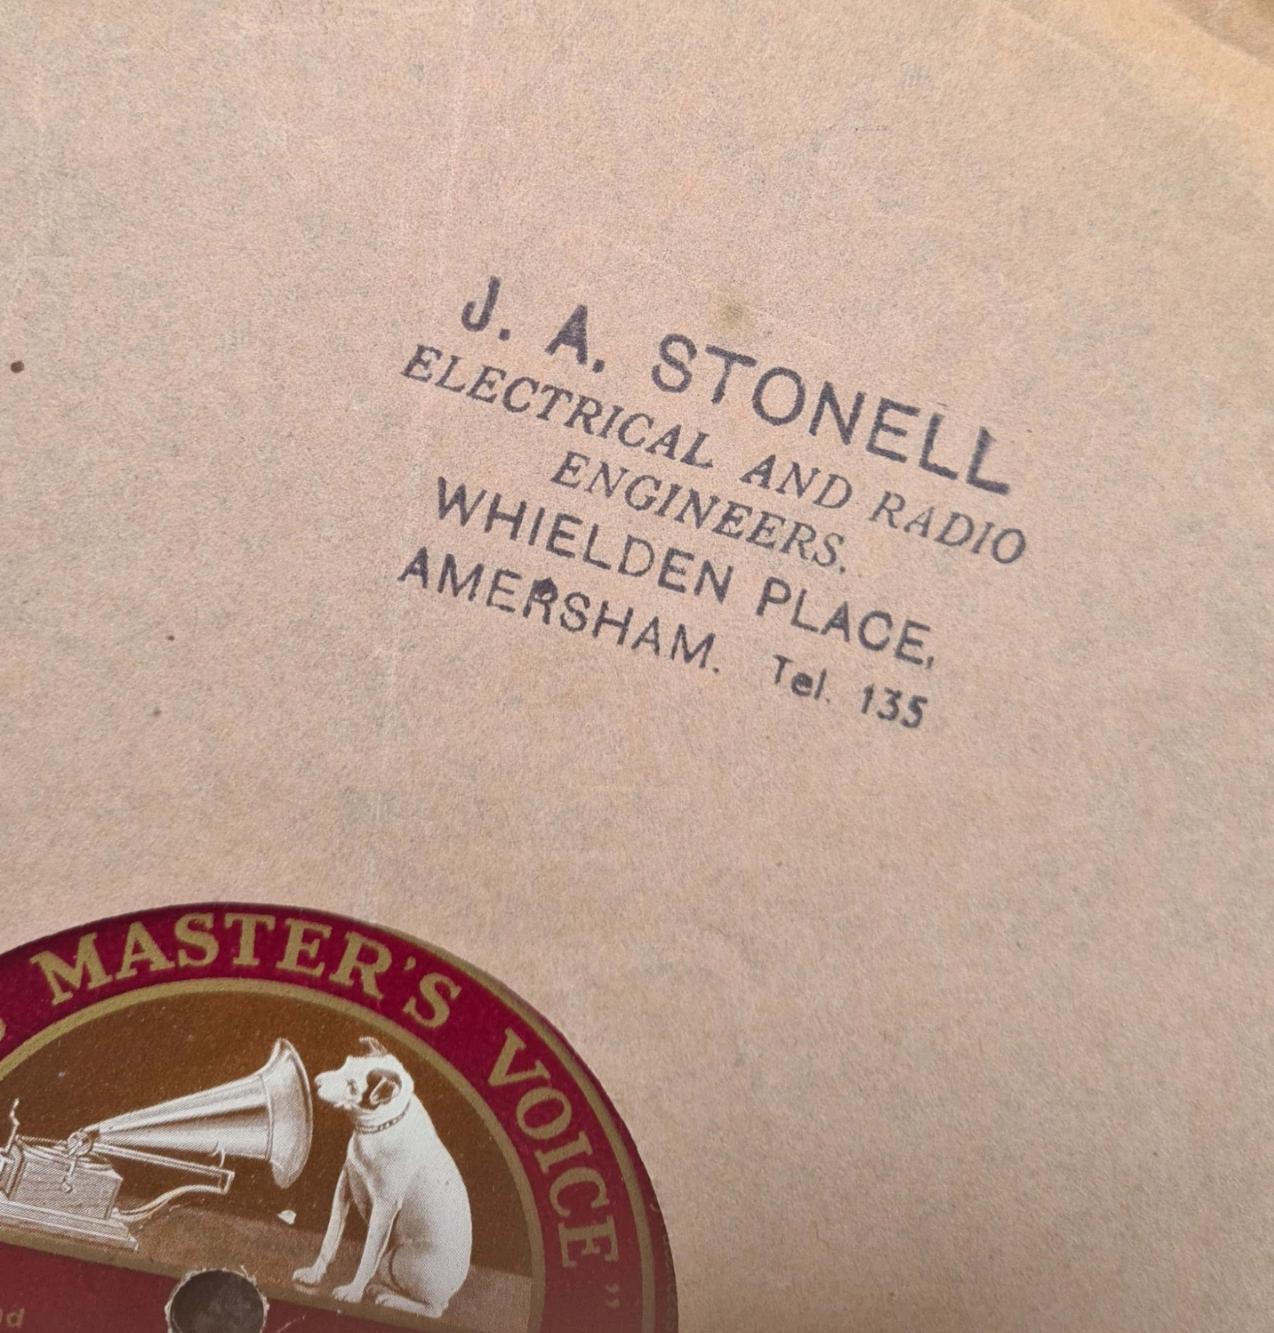 J. A. STONELL
ELECTRICAL AND RADIO
ENGINEERS.
WHIELDEN PLACE,
AMERSHAM. Tel. 135
MASTER'S VOICE”